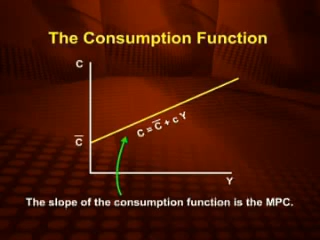 The Consumption Function
C
C = C̅ + c Y
C̅
Y
The slope of the consumption function is the MPC.